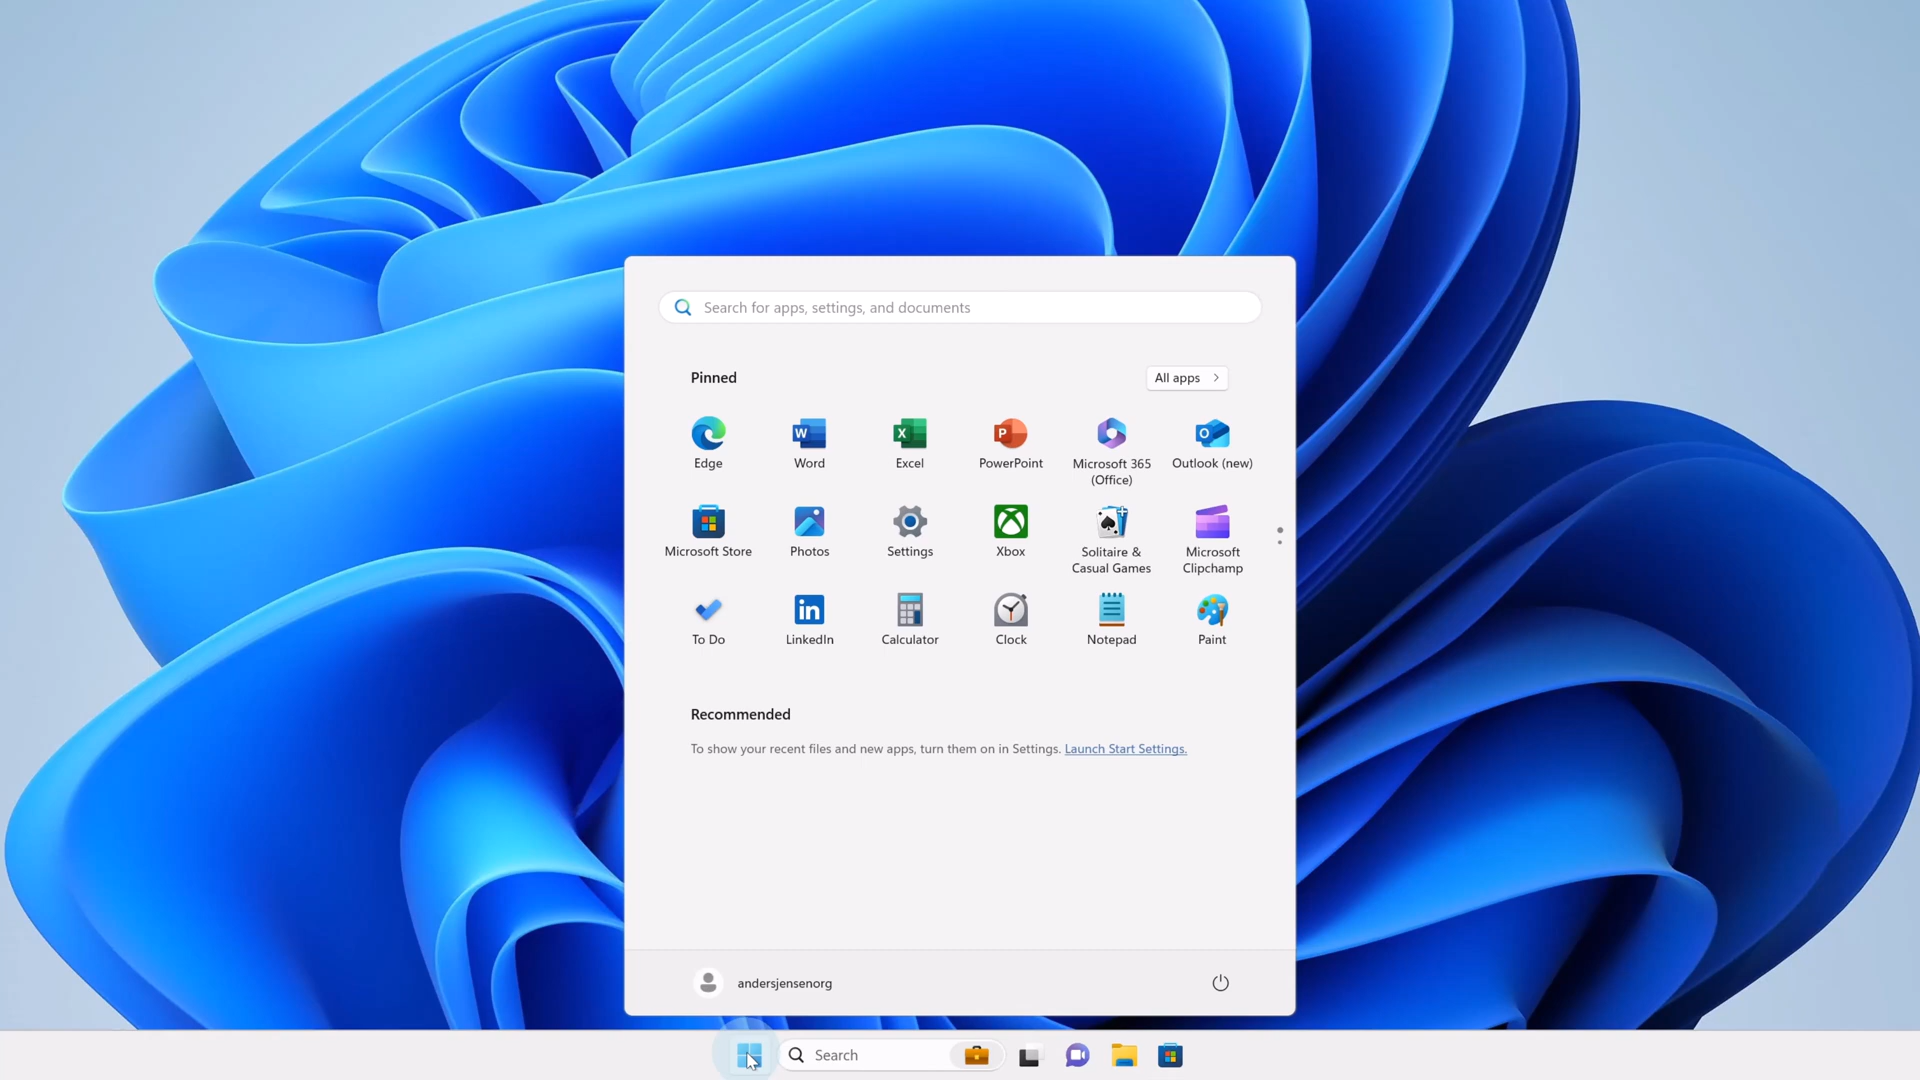 Search for apps, settings, and documents
Pinned
All apps
Edge
Word
Excel
PowerPoint
Microsoft 365
(Office)
Outlook (new)
Microsoft Store
Photos
Settings
Xbox
Solitaire &
Casual Games
Microsoft
Clipchamp
To Do
LinkedIn
Calculator
Clock
Notepad
Paint
Recommended
To show your recent files and new apps, turn them on in Settings. Launch Start Settings.
andersjensenorg
Search